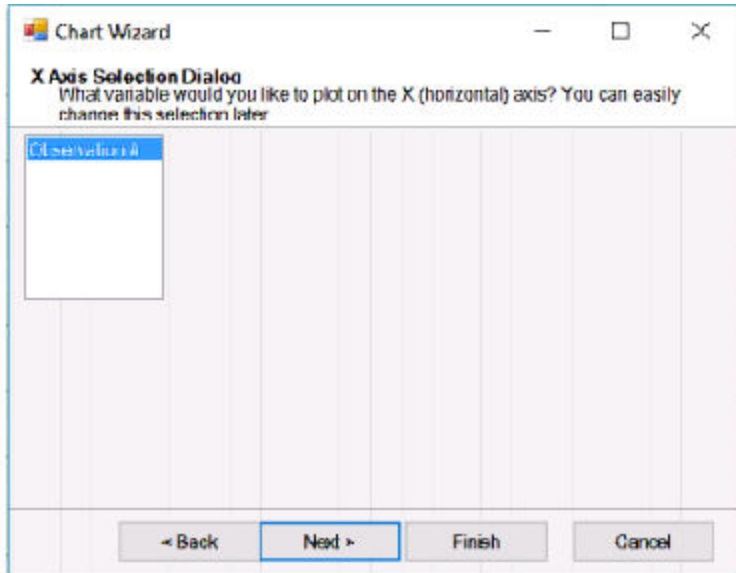 Chart Wizard
X Axis Selection Dialog
What variable would you like to plot on the X (horizontal) axis? You can easily
change this selection later
Observation #
< Back
Next >
Finish
Cancel